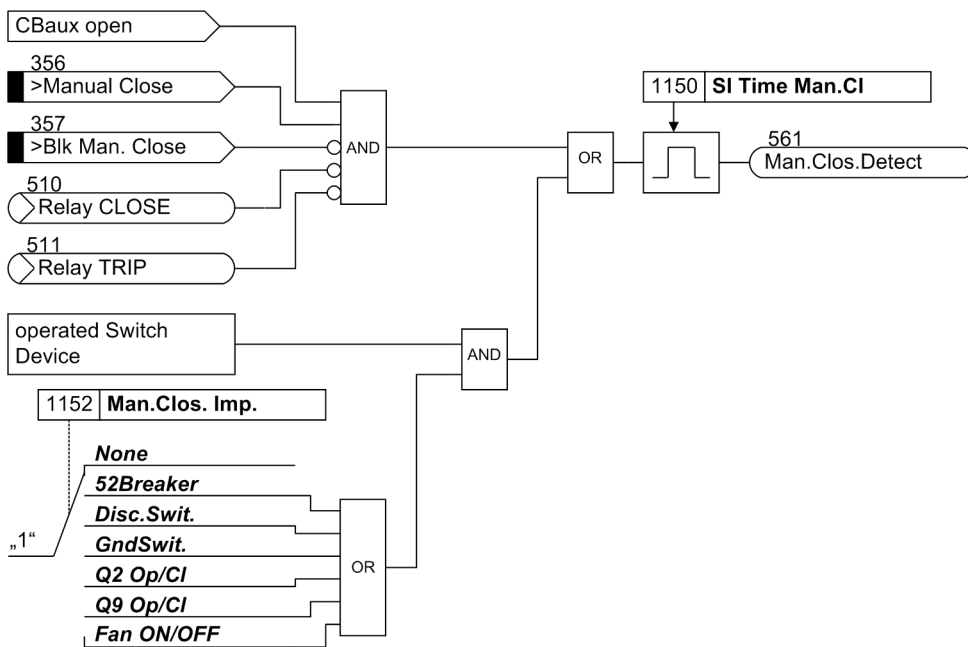 CBaux open
356
>Manual Close
357
>Blk Man. Close
510
Relay CLOSE
511
Relay TRIP
AND
OR
1150 SI Time Man.Cl
561
Man.Clos.Detect
operated Switch
Device
AND
1152 Man.Clos. Imp.
None
52Breaker
Disc.Swit.
GndSwit.
Q2 Op/Cl
Q9 Op/Cl
Fan ON/OFF
„1“
OR